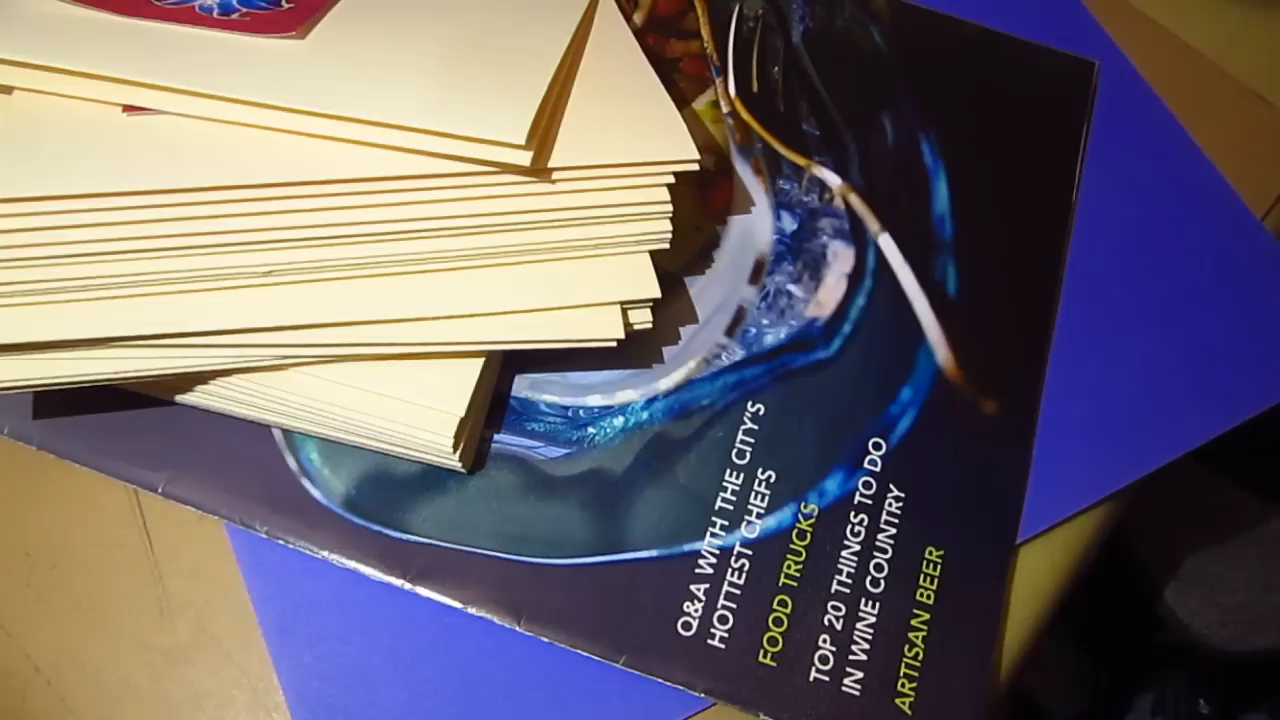 Q&A WITH THE CITY'S
HOTTEST CHEFS
FOOD TRUCKS
TOP 20 THINGS TO DO
IN WINE COUNTRY
ARTISAN BEER